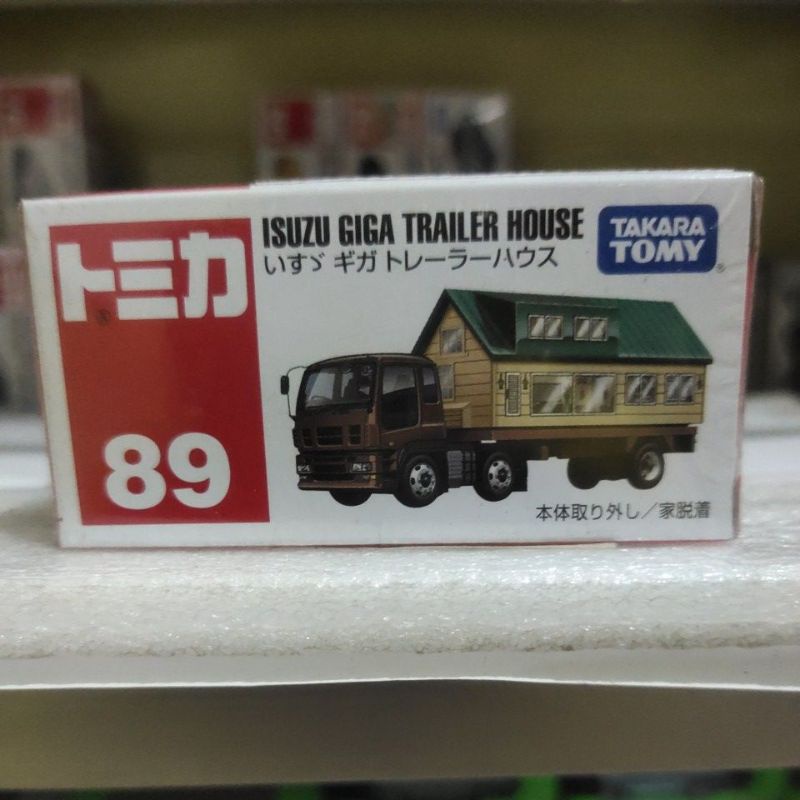 トミカ
®
89
ISUZU GIGA TRAILER HOUSE
いすゞ ギガ トレーラーハウス
TAKARA
TOMY
®
本体取り外し/家脱着